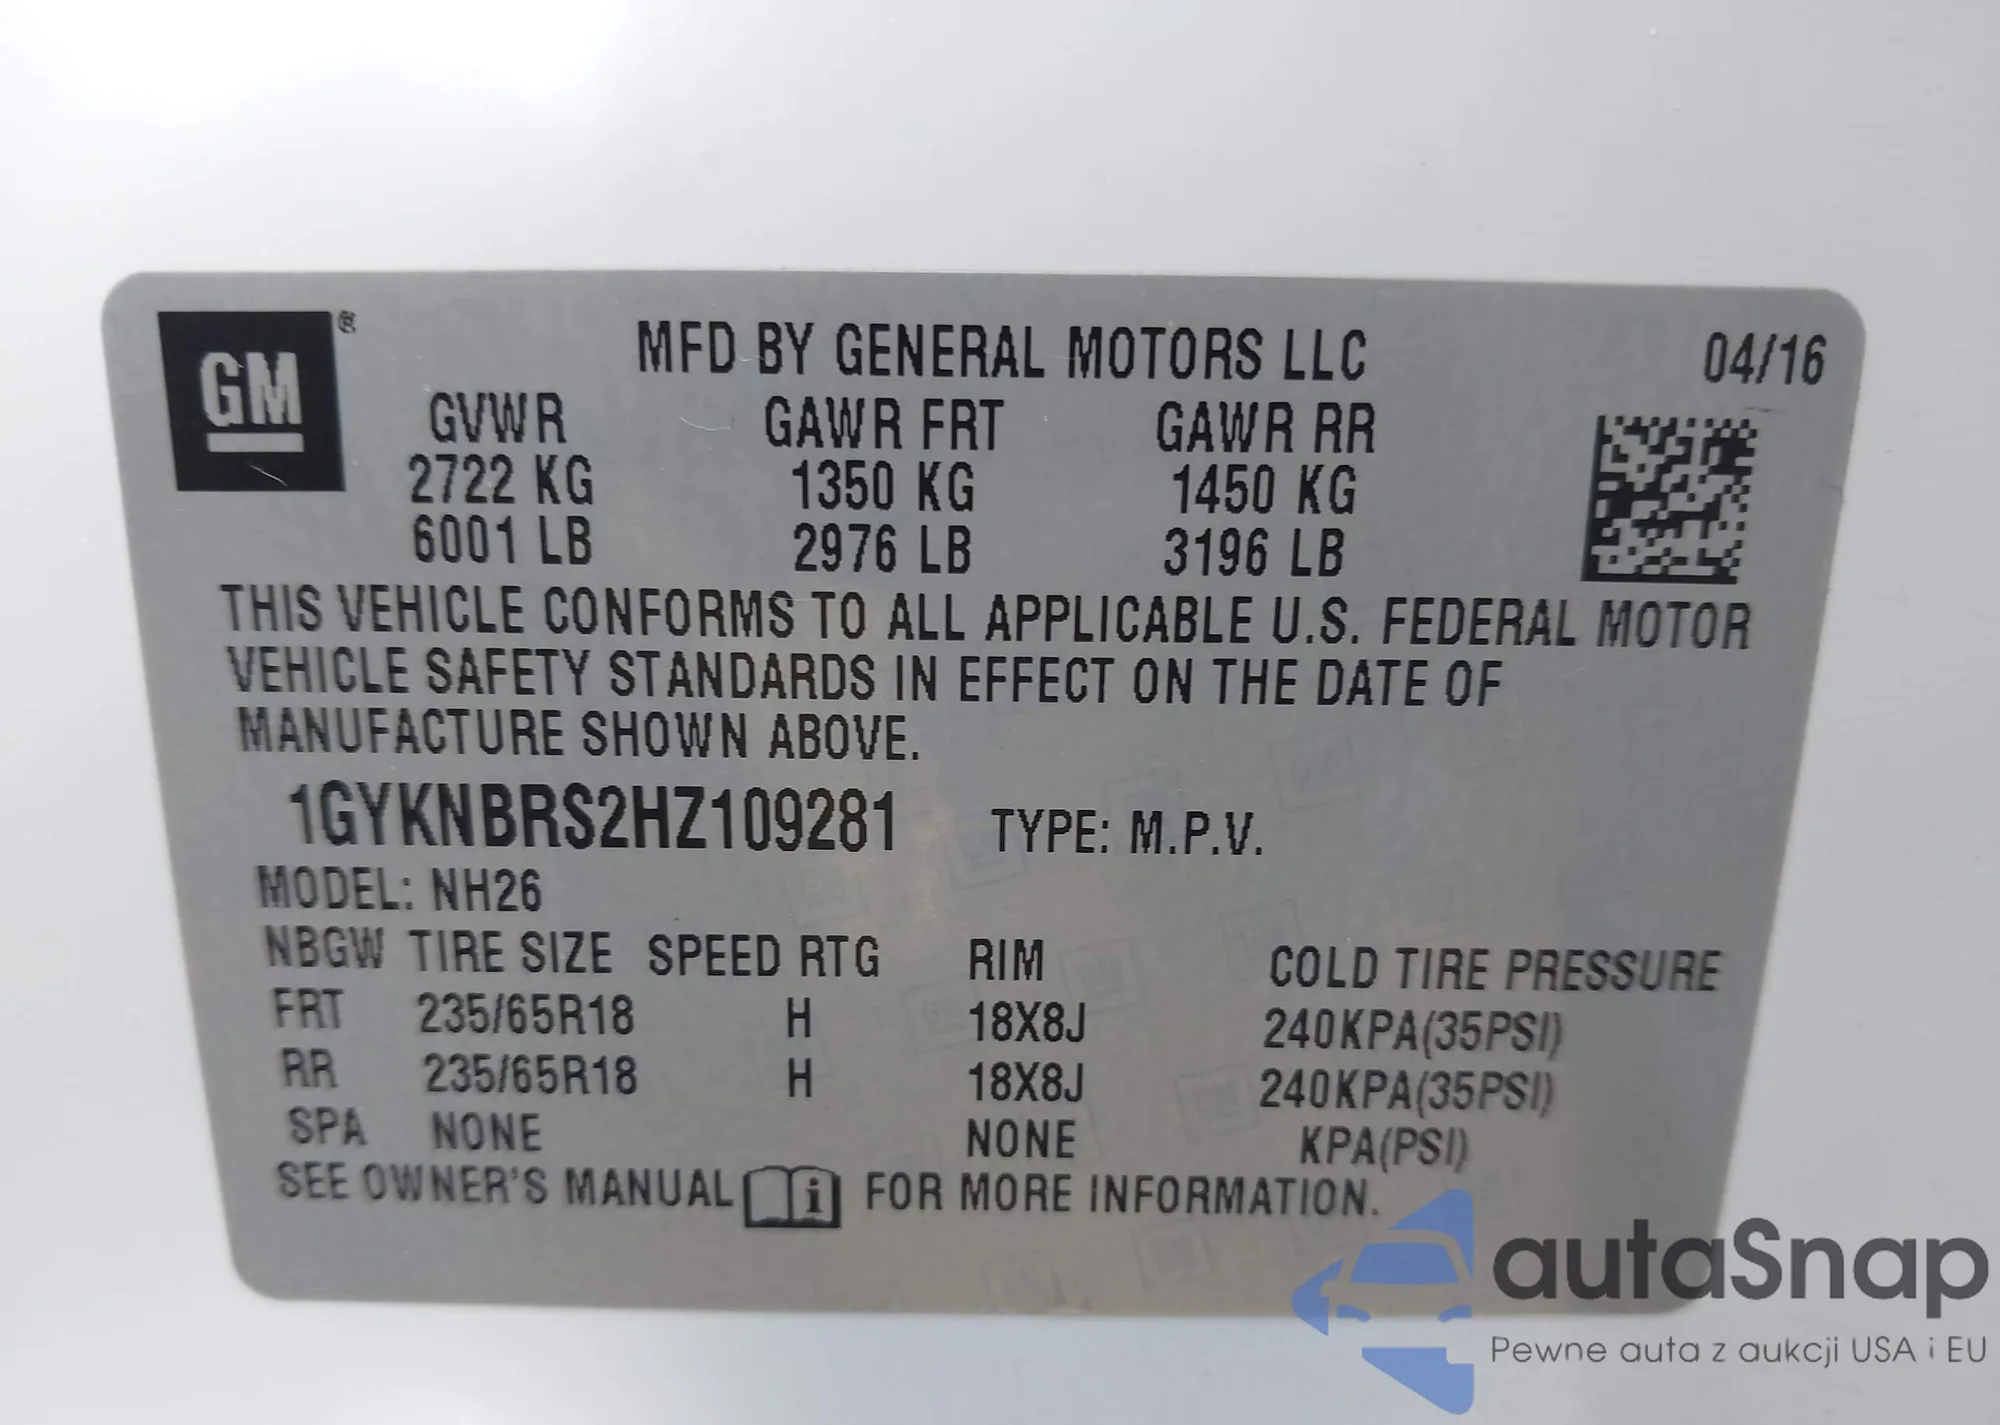 GM ®
MFD BY GENERAL MOTORS LLC 04/16
GVWR GAWR FRT GAWR RR
2722 KG 1350 KG 1450 KG
6001 LB 2976 LB 3196 LB
THIS VEHICLE CONFORMS TO ALL APPLICABLE U.S. FEDERAL MOTOR
VEHICLE SAFETY STANDARDS IN EFFECT ON THE DATE OF
MANUFACTURE SHOWN ABOVE.
1GYKNBRS2HZ109281 TYPE: M.P.V.
MODEL: NH26
NBGW TIRE SIZE SPEED RTG RIM COLD TIRE PRESSURE
FRT 235/65R18 H 18X8J 240KPA(35PSI)
RR 235/65R18 H 18X8J 240KPA(35PSI)
SPA NONE NONE KPA(PSI)
SEE OWNER'S MANUAL i FOR MORE INFORMATION.
autaSnap
Pewne auta z aukcji USA i EU